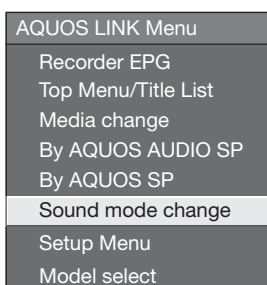 AQUOS LINK Menu
Recorder EPG
Top Menu/Title List
Media change
By AQUOS AUDIO SP
By AQUOS SP
Sound mode change
Setup Menu
Model select